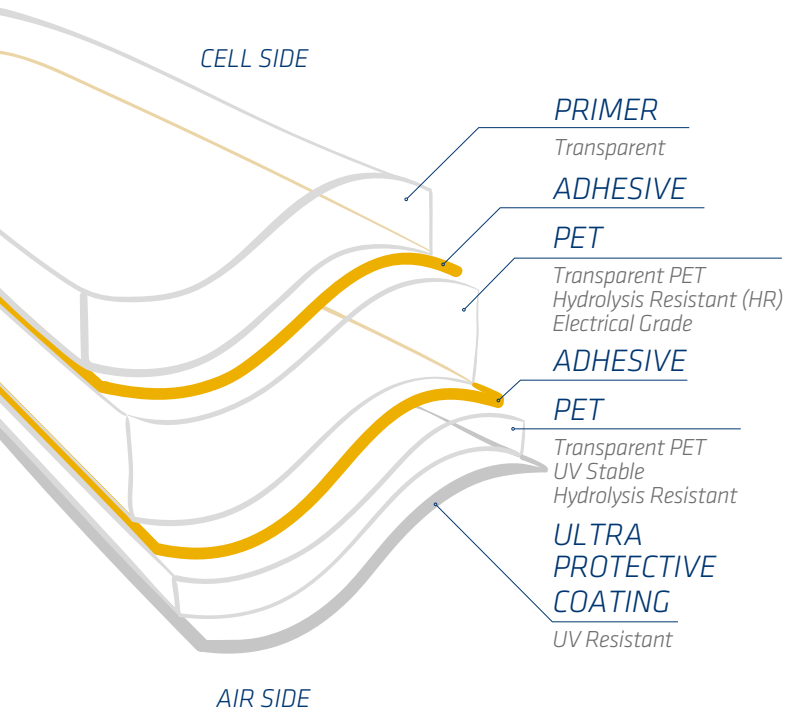 CELL SIDE
PRIMER
Transparent
ADHESIVE
PET
Transparent PET
Hydrolysis Resistant (HR)
Electrical Grade
ADHESIVE
PET
Transparent PET
UV Stable
Hydrolysis Resistant
ULTRA
PROTECTIVE
COATING
UV Resistant
AIR SIDE